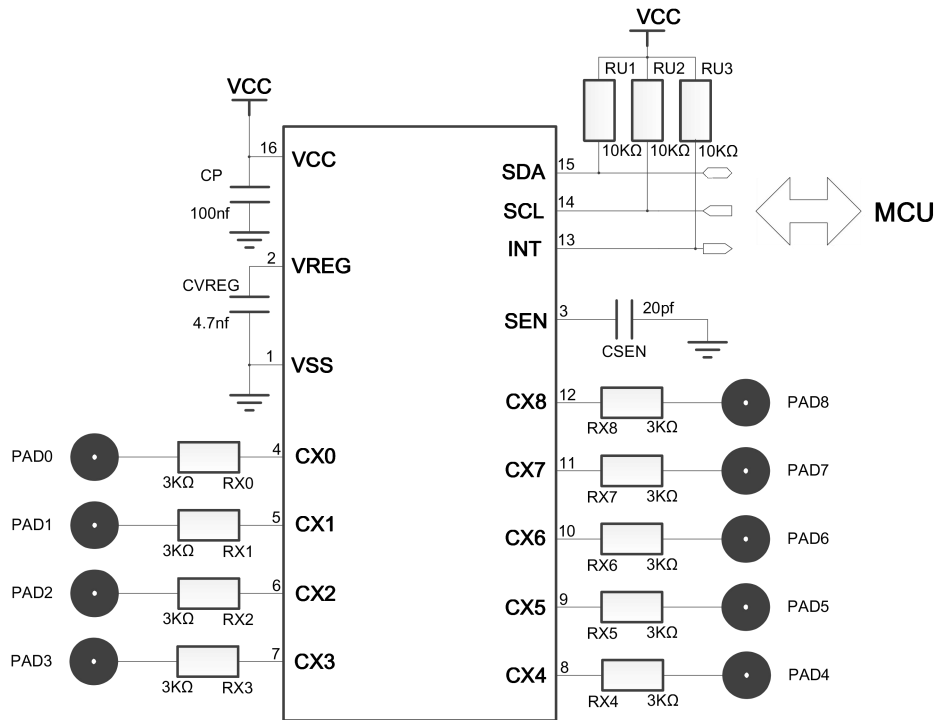 VCC
RU1 RU2 RU3
VCC
10KΩ 10KΩ 10KΩ
16 VCC
CP
100nf
SDA 15
SCL 14
MCU
INT 13
2 VREG
CVREG
4.7nf
SEN 3
20pf
CSEN
1 VSS
CX8 12
RX8 3KΩ
PAD8
PAD0
4 CX0
3KΩ RX0
CX7 11
RX7 3KΩ
PAD7
PAD1
5 CX1
3KΩ RX1
CX6 10
RX6 3KΩ
PAD6
PAD2
6 CX2
3KΩ RX2
CX5 9
RX5 3KΩ
PAD5
PAD3
7 CX3
3KΩ RX3
CX4 8
RX4 3KΩ
PAD4